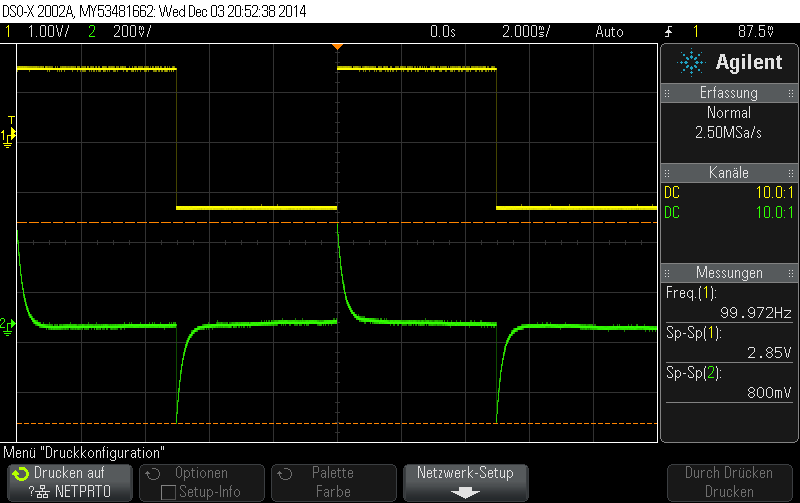 DSO-X 2002A, MY53481662: Wed Dec 03 20:52:38 2014
1 1.00V/ 2 200mV/ 0.0s 2.000ms/ Auto 1 87.5mV
Agilent
Erfassung
Normal
2.50MSa/s
Kanäle
DC 10.0:1
DC 10.0:1
Messungen
Freq.(1):
99.972Hz
Sp-Sp(1):
2.85V
Sp-Sp(2):
800mV
T
1
2
Menü "Druckkonfiguration"
Drucken auf
? NETPRT0
Optionen
Setup-Info
Palette
Farbe
Netzwerk-Setup
Durch Drücken
Drucken